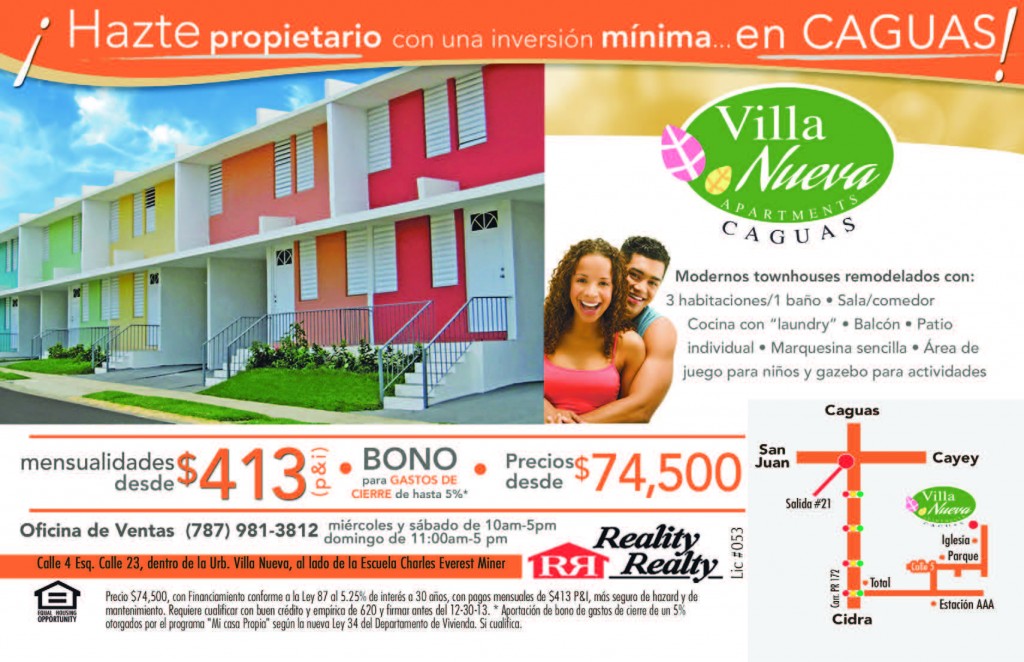 ¡Hazte propietario con una inversión mínima... en CAGUAS!
Villa
Nueva
APARTMENTS
CAGUAS
Modernos townhouses remodelados con:
3 habitaciones/1 baño • Sala/comedor
Cocina con "laundry" • Balcón • Patio
individual • Marquesina sencilla • Área de
juego para niños y gazebo para actividades
mensualidades
desde
$413
(p&i)
• BONO •
para GASTOS DE
CIERRE de hasta 5%*
Precios
desde
$74,500
Oficina de Ventas (787) 981-3812
miércoles y sábado de 10am-5pm
domingo de 11:00am-5 pm
Calle 4 Esq. Calle 23, dentro de la Urb. Villa Nueva, al lado de la Escuela Charles Everest Miner
RR
Reality
Realty
Lic #053
EQUAL HOUSING
OPPORTUNITY
Precio $74,500, con Financiamiento conforme a la Ley 87 al 5.25% de interés a 30 años, con pagos mensuales de $413 P&I, más seguro de hazard y de
mantenimiento. Requiere cualificar con buen crédito y empirica de 620 y firmar antes del 12-30-13. * Aportación de bono de gastos de cierre de un 5%
otorgados por el programa "Mi casa Propia" según la nueva Ley 34 del Departamento de Vivienda. Si cualifica.
Caguas
San
Juan
Cayey
Salida #21
Villa
Nueva
Iglesia
Parque
Calle 5
Total
Carr. PR 172
Estación AAA
Cidra